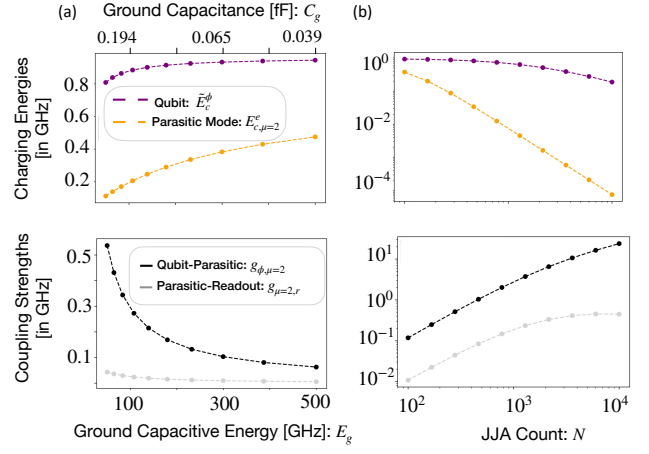 (a) Ground Capacitance [fF]: C_g (b)
0.194 0.065 0.039
Charging Energies
[in GHz]
0.8
0.6
0.4
0.2
Qubit: Ẽ_c^ϕ
Parasitic Mode: E_{c,μ=2}^e
10^0
10^{-2}
10^{-4}
Coupling Strengths
[in GHz]
0.5
0.3
0.1
Qubit-Parasitic: g_{ϕ,μ=2}
Parasitic-Readout: g_{μ=2,r}
100 300 500
Ground Capacitive Energy [GHz]: E_g
10^1
10^0
10^{-1}
10^{-2}
10^2 10^3 10^4
JJA Count: N